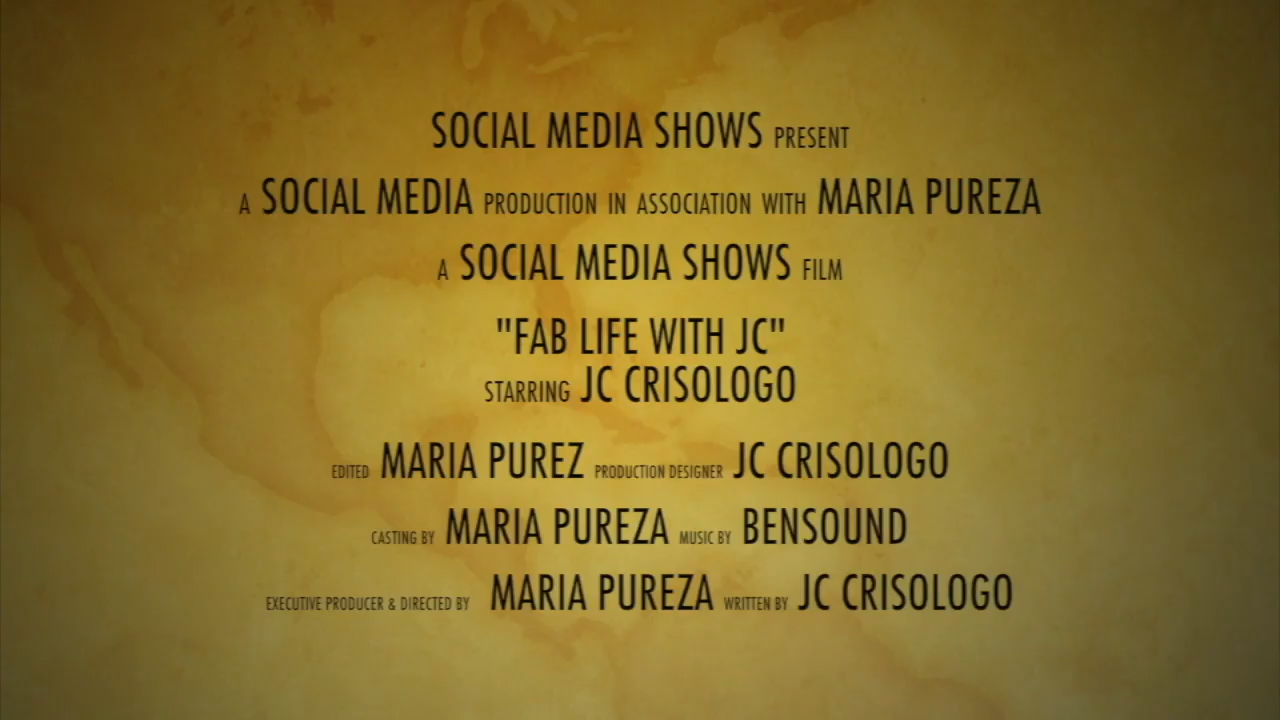 SOCIAL MEDIA SHOWS PRESENT
A SOCIAL MEDIA PRODUCTION IN ASSOCIATION WITH MARIA PUREZA
A SOCIAL MEDIA SHOWS FILM
"FAB LIFE WITH JC"
STARRING JC CRISOLOGO
EDITED MARIA PUREZ PRODUCTION DESIGNER JC CRISOLOGO
CASTING BY MARIA PUREZA MUSIC BY BENSOUND
EXECUTIVE PRODUCER & DIRECTED BY MARIA PUREZA WRITTEN BY JC CRISOLOGO